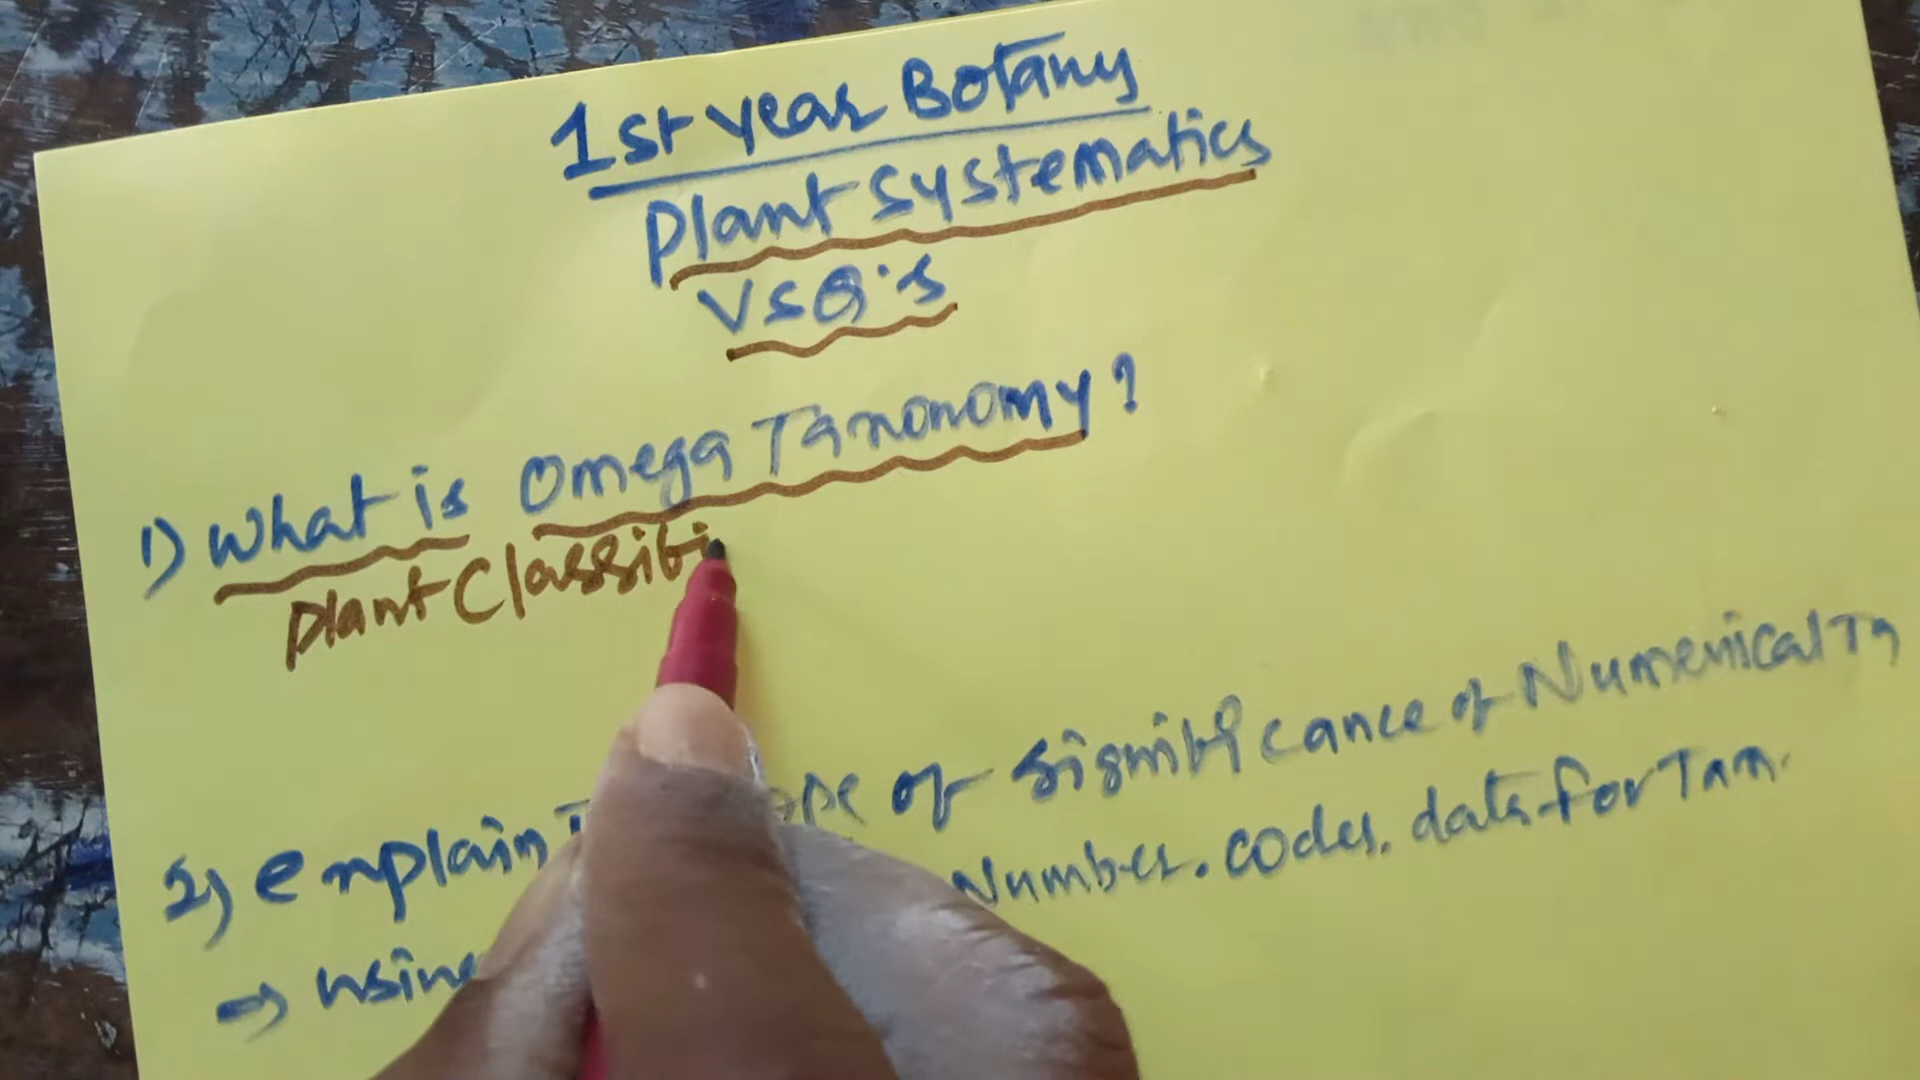 1st year Botany
Plant Systematics
VSQ's
1) What is Omega Taxonomy?
Plant Classifi
2) explain of significance of Numerical Ta
⇒ using Number. codes. data for Tax.